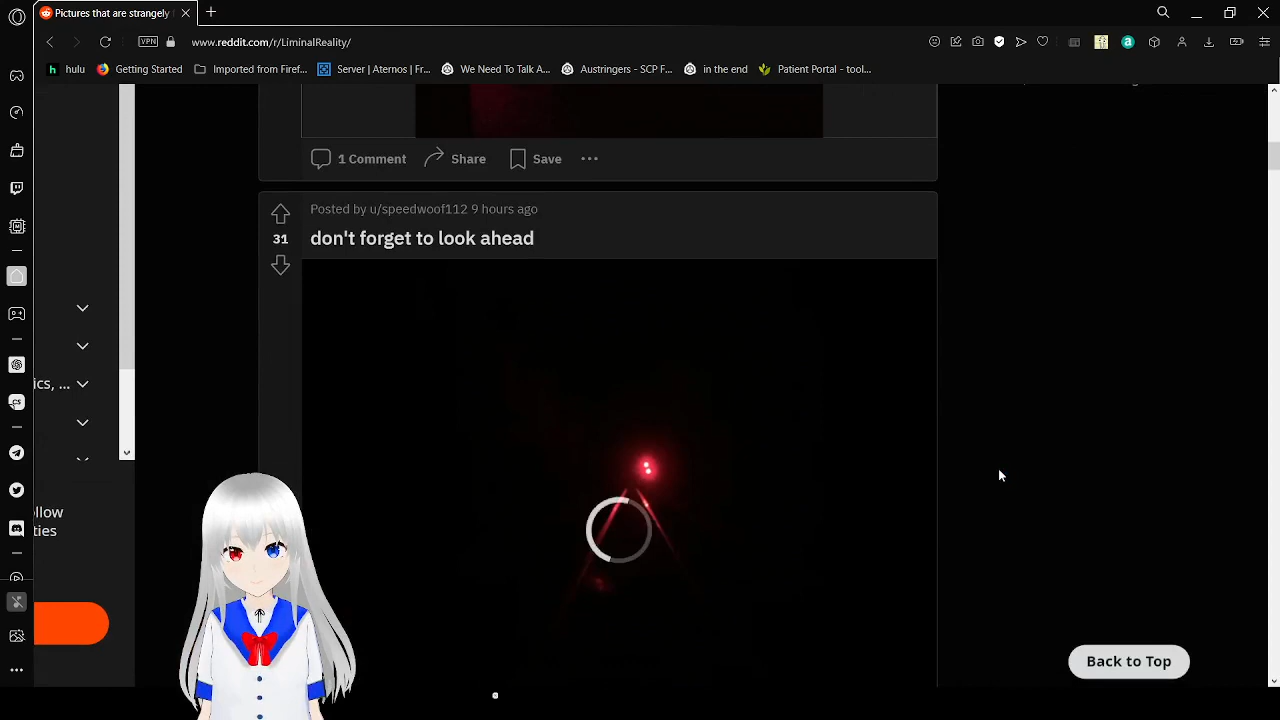 Pictures that are strangely
VPN
www.reddit.com/r/LiminalReality/
hulu
Getting Started
Imported from Firef...
Server | Aternos | Fr...
We Need To Talk A...
Austringers - SCP F...
in the end
Patient Portal - tool...
1 Comment
Share
Save
Posted by u/speedwoof112 9 hours ago
31
don't forget to look ahead
ics, ...
ollow
ties
Back to Top